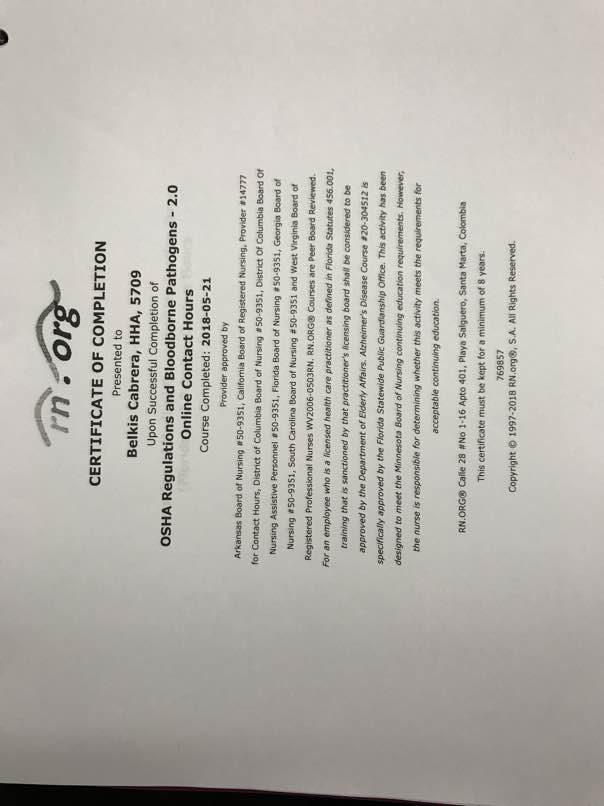 rn.org
CERTIFICATE OF COMPLETION
Presented to
Belkis Cabrera, HHA, 5709
Upon Successful Completion of
OSHA Regulations and Bloodborne Pathogens - 2.0
Online Contact Hours
Course Completed: 2018-05-21
Provider approved by
Arkansas Board of Nursing #50-9351, California Board of Registered Nursing, Provider #14777
for Contact Hours, District of Columbia Board of Nursing #50-9351, District Of Columbia Board Of
Nursing Assistive Personnel #50-9351, Florida Board of Nursing #50-9351, Georgia Board of
Nursing #50-9351, South Carolina Board of Nursing #50-9351 and West Virginia Board of
Registered Professional Nurses WV2006-0503RN. RN.ORG® Courses are Peer Board Reviewed.
For an employee who is a licensed health care practitioner as defined in Florida Statutes 456.001,
training that is sanctioned by that practitioner's licensing board shall be considered to be
approved by the Department of Elderly Affairs. Alzheimer's Disease Course #20-304512 is
specifically approved by the Florida Statewide Public Guardianship Office. This activity has been
designed to meet the Minnesota Board of Nursing continuing education requirements. However,
the nurse is responsible for determining whether this activity meets the requirements for
acceptable continuing education.
RN.ORG® Calle 28 #No 1-16 Apto 401, Playa Salguero, Santa Marta, Colombia
This certificate must be kept for a minimum of 8 years.
769857
Copyright © 1997-2018 RN.org®, S.A. All Rights Reserved.